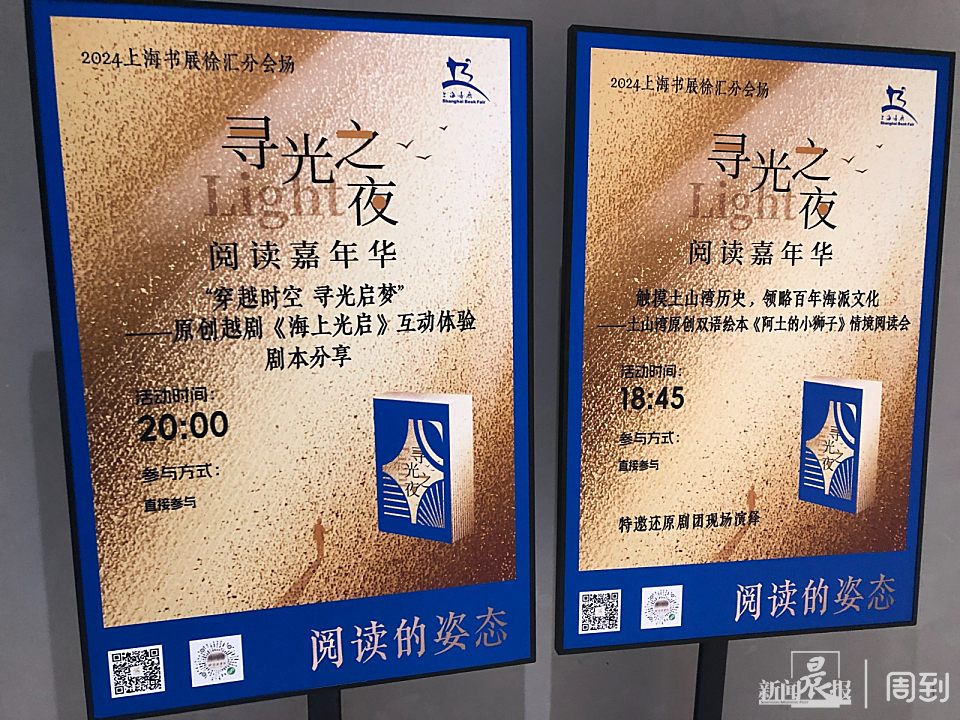 2024上海书展徐汇分会场
上海书展
Shanghai Book Fair
寻光之夜
Light
阅读嘉年华
“穿越时空 寻光启梦”
——原创越剧《海上光启》互动体验
剧本分享
活动时间：
20:00
参与方式：
直接参与
寻光之夜
阅读的姿态
2024上海书展徐汇分会场
上海书展
Shanghai Book Fair
寻光之夜
Light
阅读嘉年华
触摸土山湾历史，领略百年海派文化
——土山湾原创双语绘本《阿土的小狮子》情境阅读会
活动时间：
18:45
参与方式：
直接参与
特邀还原剧团现场演绎
寻光之夜
阅读的姿态
新闻晨报
周到